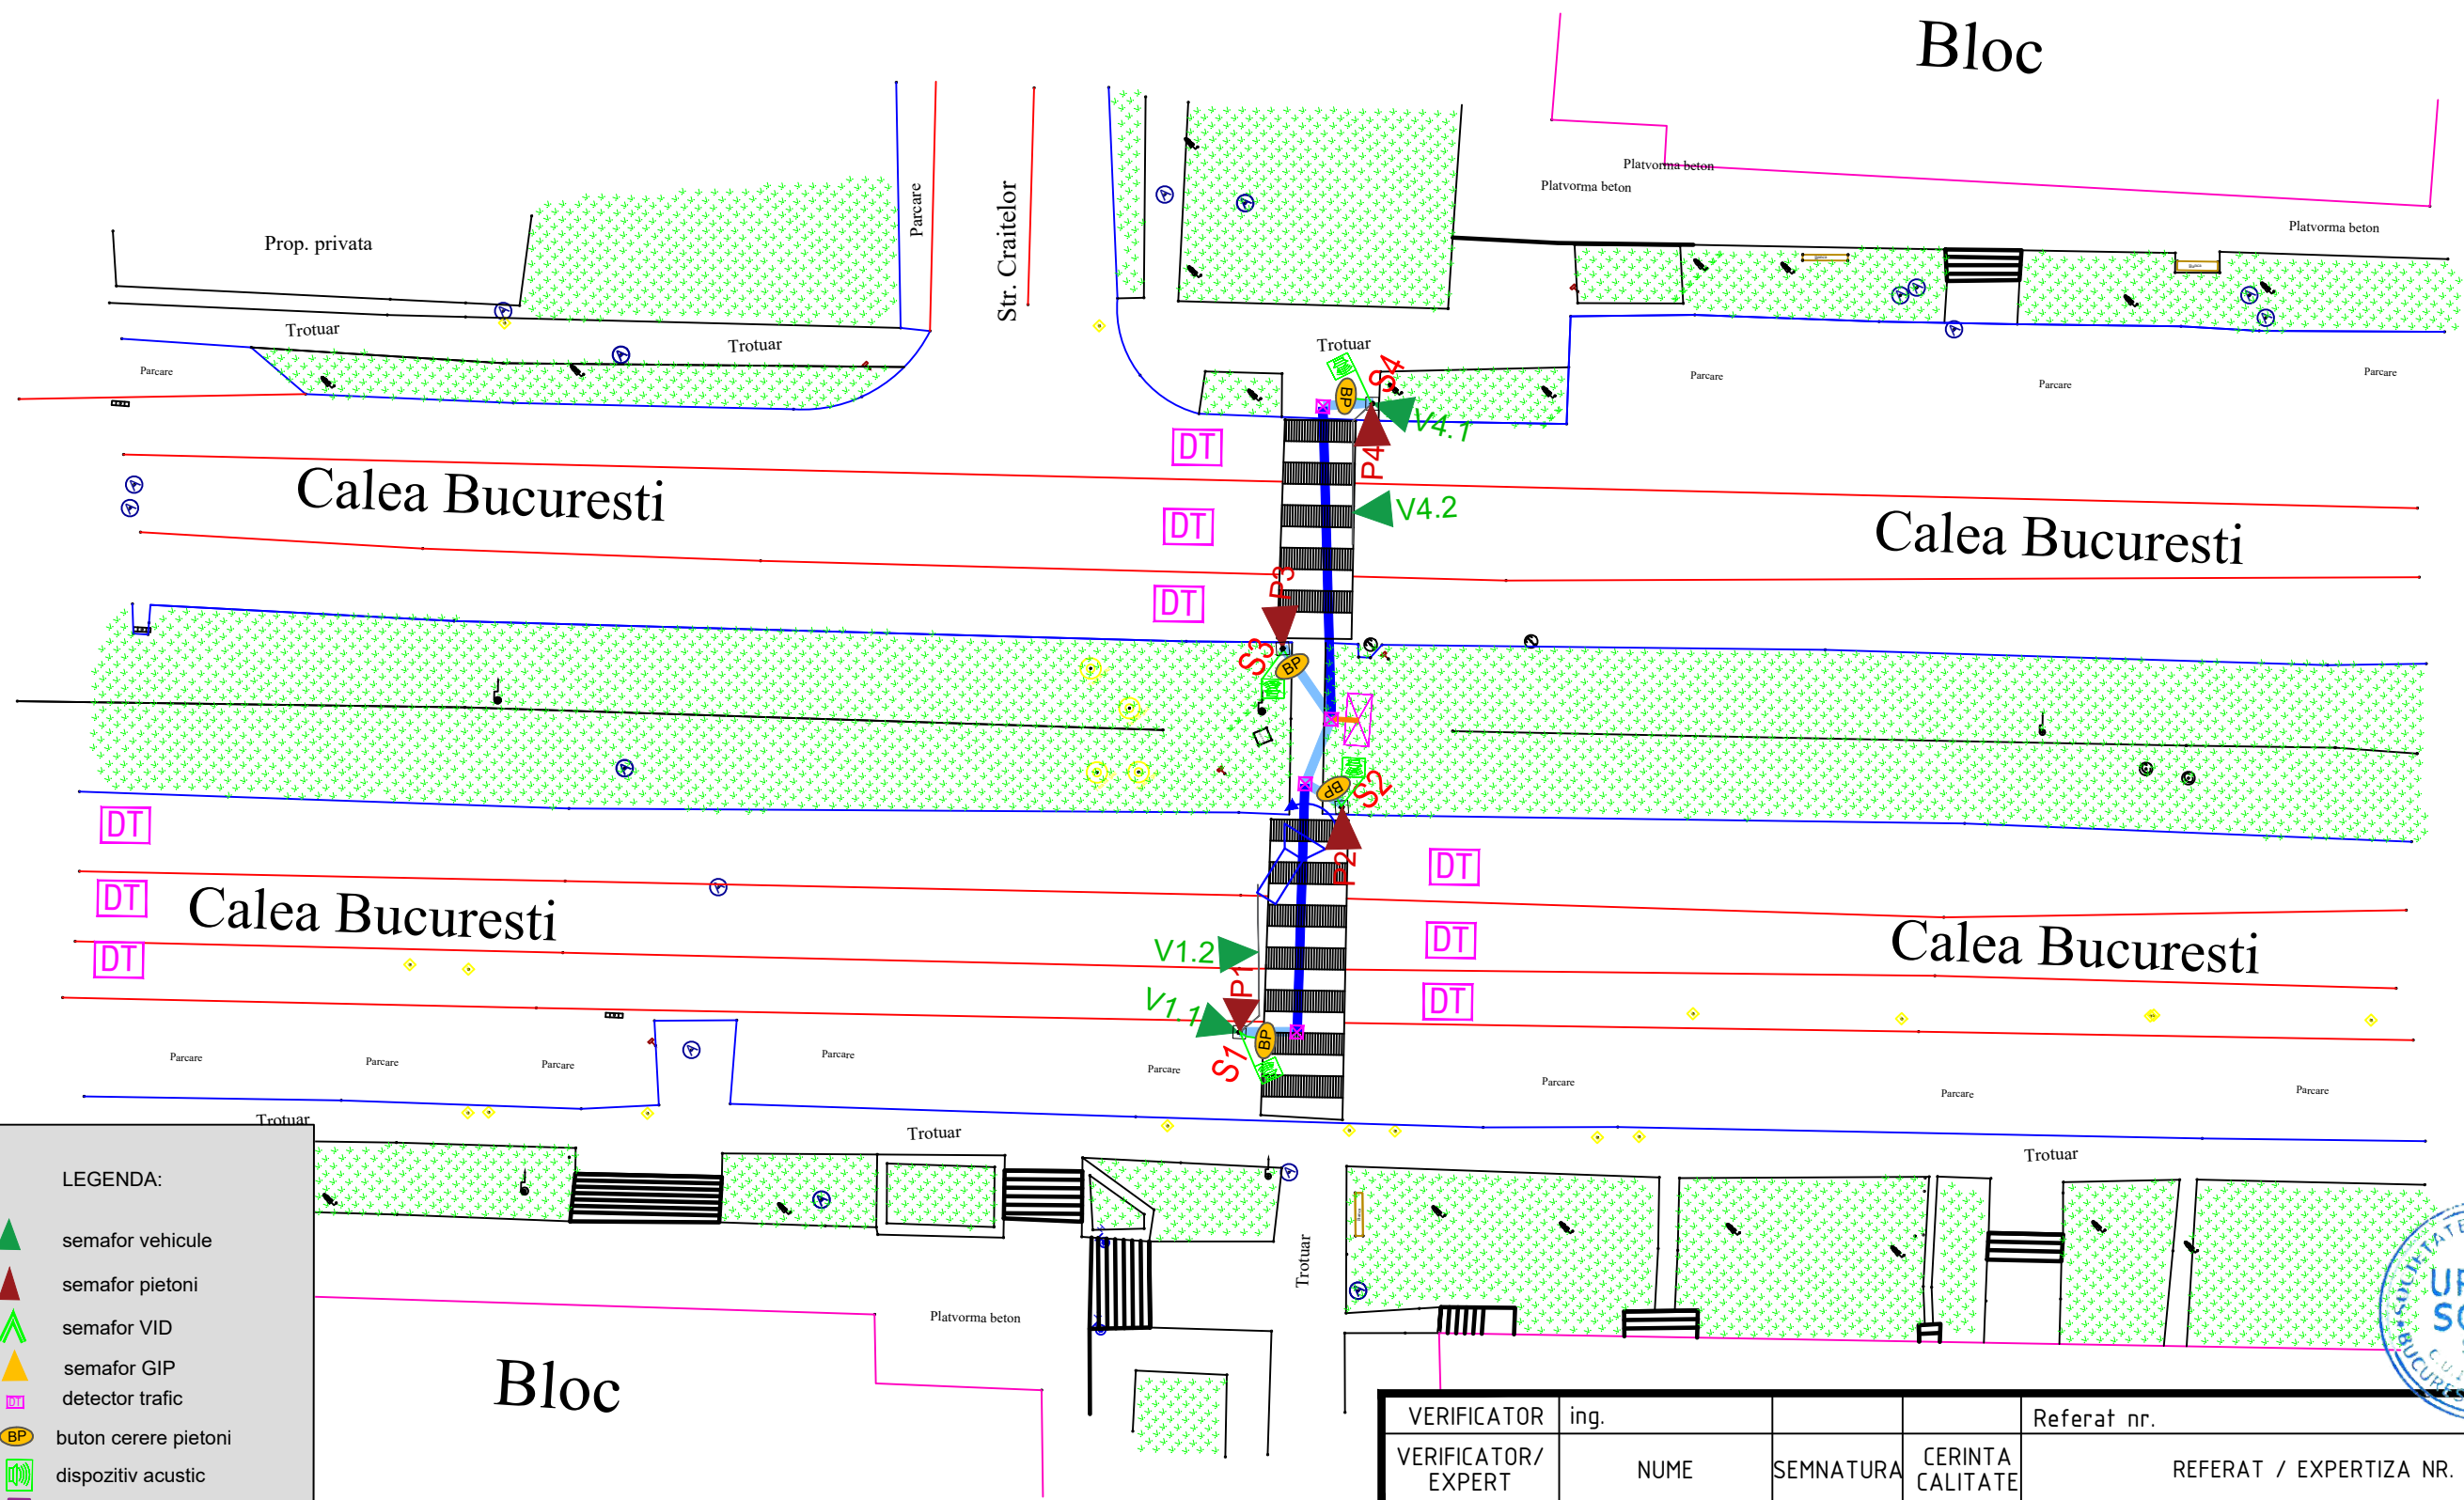 Bloc
Platvorma beton
Platvorma beton
Platvorma beton
Prop. privata
Parcare
Str. Craitelor
Trotuar
Trotuar
Trotuar
Parcare
Parcare
Parcare
Parcare
S4
BP
V4.1
P4
DT
Calea Bucuresti
V4.2
DT
Calea Bucuresti
P3
DT
S3
BP
BP
S2
DT
P2
DT
DT
Calea Bucuresti
DT
Calea Bucuresti
V1.2
DT
DT
P1
V1.1
DT
BP
S1
Parcare
Parcare
Parcare
Parcare
Parcare
Parcare
Parcare
Parcare
Trotuar
Trotuar
Trotuar
Trotuar
Platvorma beton
Bloc
LEGENDA:
semafor vehicule
semafor pietoni
semafor VID
semafor GIP
DT detector trafic
BP buton cerere pietoni
dispozitiv acustic
VERIFICATOR ing. Referat nr.
VERIFICATOR/ EXPERT NUME SEMNATURA CERINTA CALITATE REFERAT / EXPERTIZA NR.